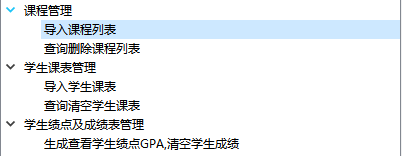 课程管理
导入课程列表
查询删除课程列表
学生课表管理
导入学生课表
查询清空学生课表
学生绩点及成绩表管理
生成查看学生绩点GPA,清空学生成绩